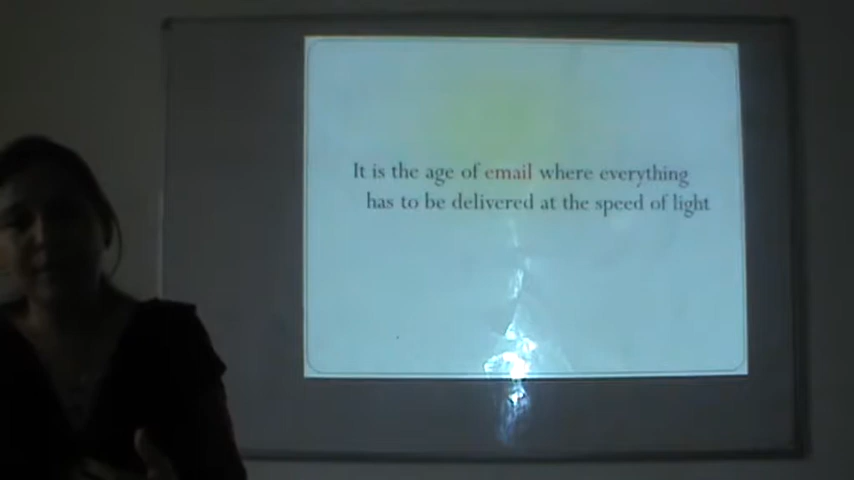 It is the age of email where everything
has to be delivered at the speed of light